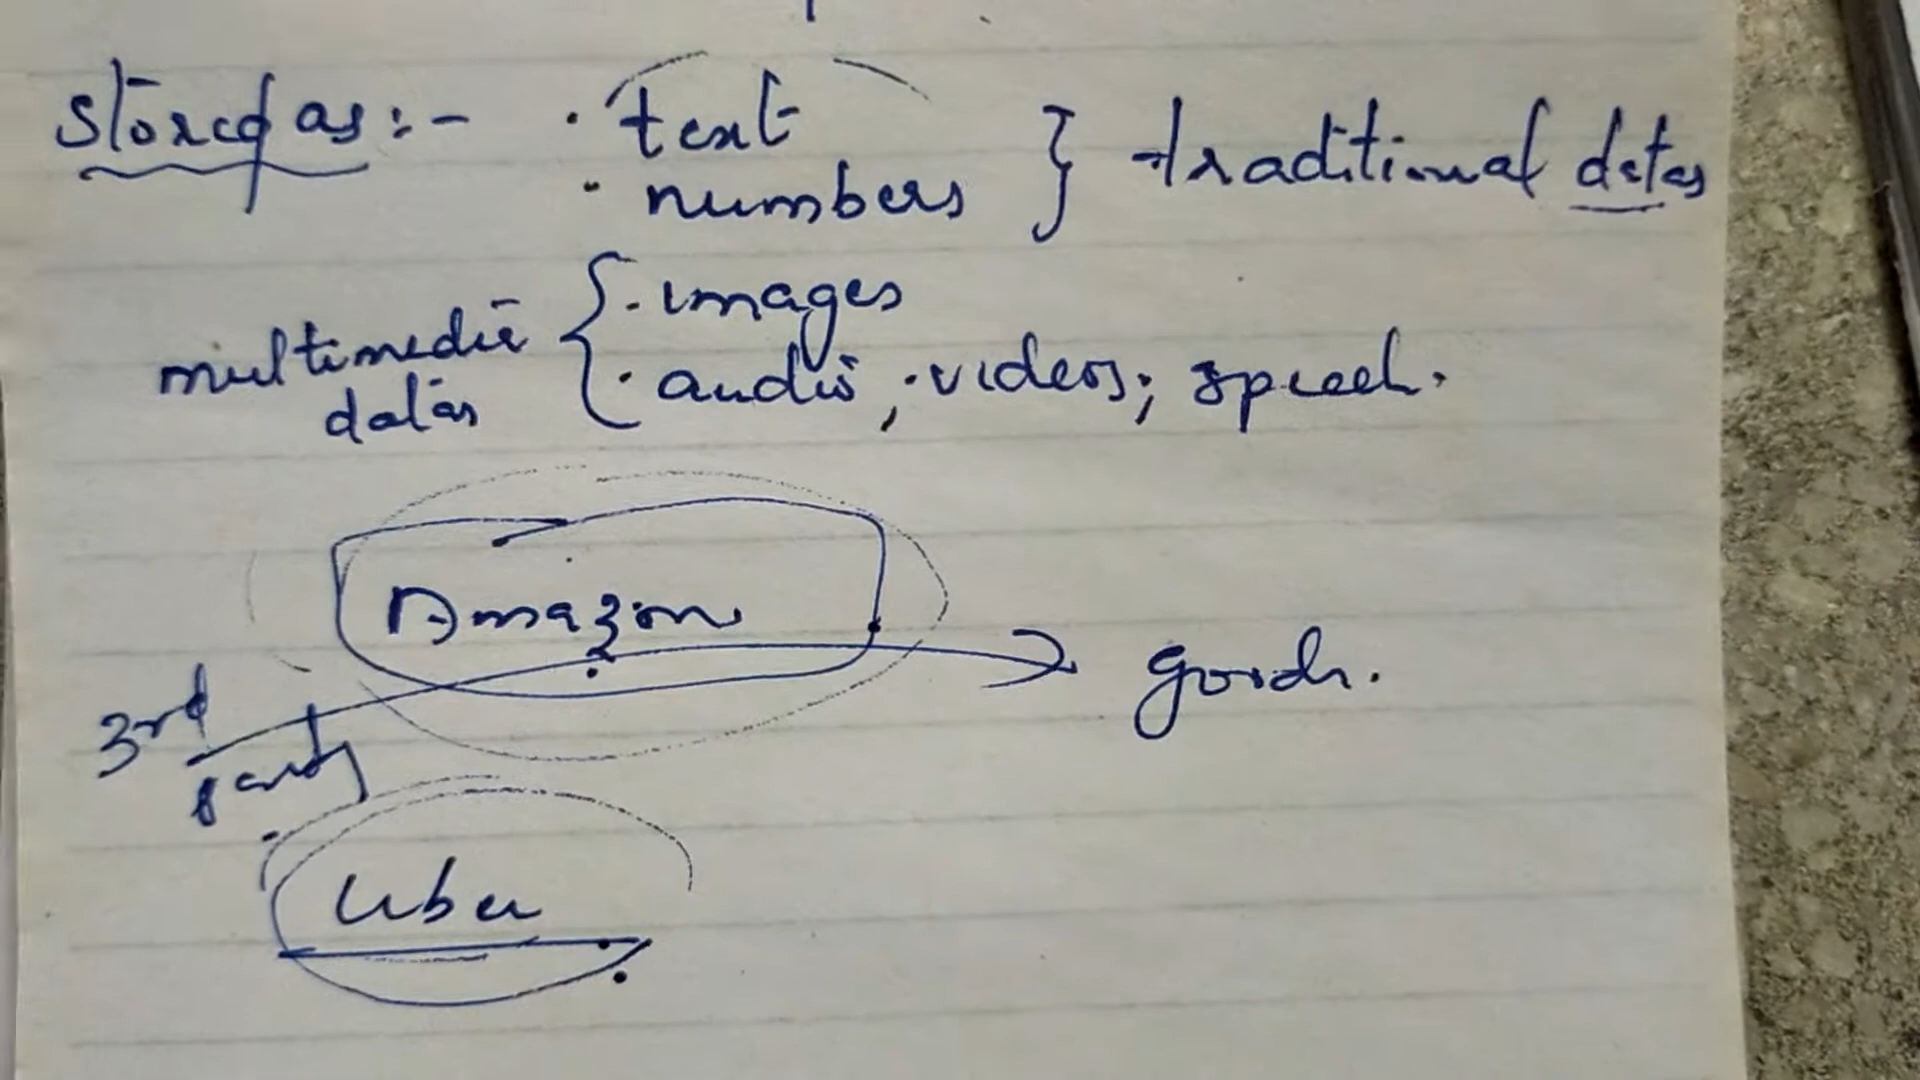 Stored as :- · text
· numbers } traditional datas
multimedia datas { · images
· audio, · videos; speech.
Amazon
3rd party → goods.
Uber